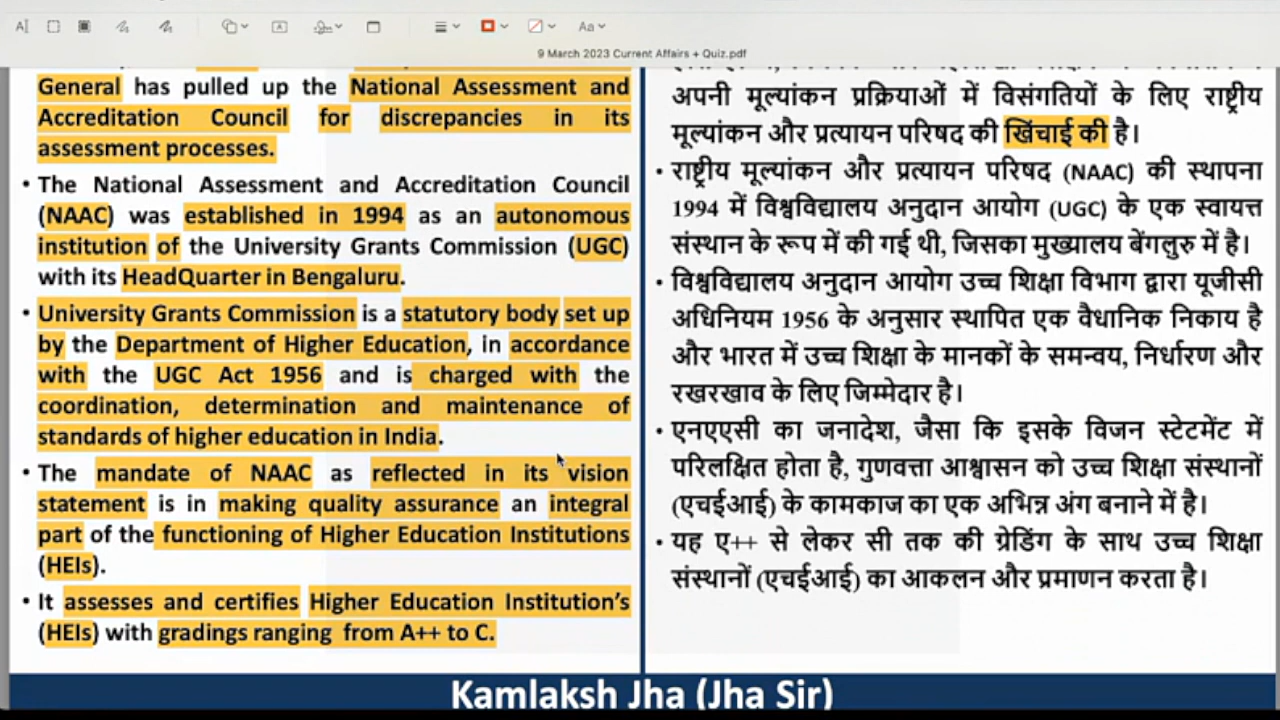 Aa
9 March 2023 Current Affairs + Quiz.pdf
General has pulled up the National Assessment and
Accreditation Council for discrepancies in its
assessment processes.
• The National Assessment and Accreditation Council
(NAAC) was established in 1994 as an autonomous
institution of the University Grants Commission (UGC)
with its HeadQuarter in Bengaluru.
• University Grants Commission is a statutory body set up
by the Department of Higher Education, in accordance
with the UGC Act 1956 and is charged with the
coordination, determination and maintenance of
standards of higher education in India.
• The mandate of NAAC as reflected in its vision
statement is in making quality assurance an integral
part of the functioning of Higher Education Institutions
(HEIs).
• It assesses and certifies Higher Education Institution's
(HEIs) with gradings ranging from A++ to C.
अपनी मूल्यांकन प्रक्रियाओं में विसंगतियों के लिए राष्ट्रीय
मूल्यांकन और प्रत्यायन परिषद की खिंचाई की है।
• राष्ट्रीय मूल्यांकन और प्रत्यायन परिषद (NAAC) की स्थापना
1994 में विश्वविद्यालय अनुदान आयोग (UGC) के एक स्वायत्त
संस्थान के रूप में की गई थी, जिसका मुख्यालय बेंगलुरु में है।
• विश्वविद्यालय अनुदान आयोग उच्च शिक्षा विभाग द्वारा यूजीसी
अधिनियम 1956 के अनुसार स्थापित एक वैधानिक निकाय है
और भारत में उच्च शिक्षा के मानकों के समन्वय, निर्धारण और
रखरखाव के लिए जिम्मेदार है।
• एनएएसी का जनादेश, जैसा कि इसके विजन स्टेटमेंट में
परिलक्षित होता है, गुणवत्ता आश्वासन को उच्च शिक्षा संस्थानों
(एचईआई) के कामकाज का एक अभिन्न अंग बनाने में है।
• यह ए++ से लेकर सी तक की ग्रेडिंग के साथ उच्च शिक्षा
संस्थानों (एचईआई) का आकलन और प्रमाणन करता है।
Kamlaksh Jha (Jha Sir)